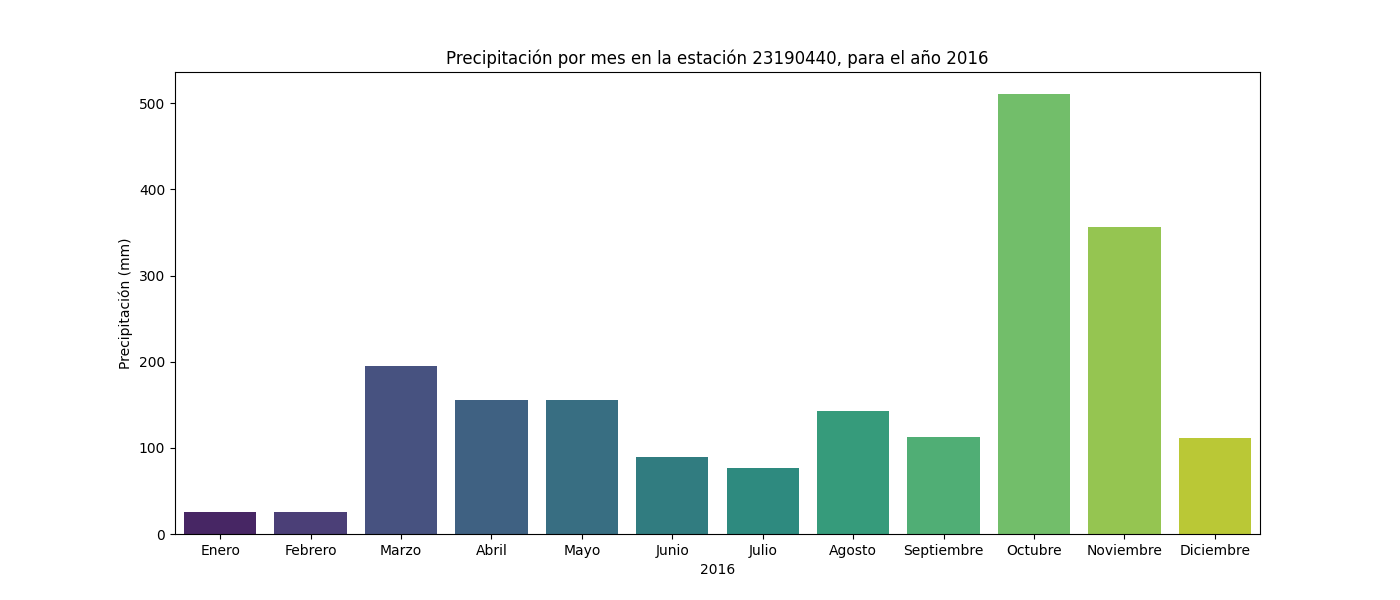 Precipitación por mes en la estación 23190440, para el año 2016
Precipitación (mm)
500
400
300
200
100
0
Enero Febrero Marzo Abril Mayo Junio Julio Agosto Septiembre Octubre Noviembre Diciembre
2016